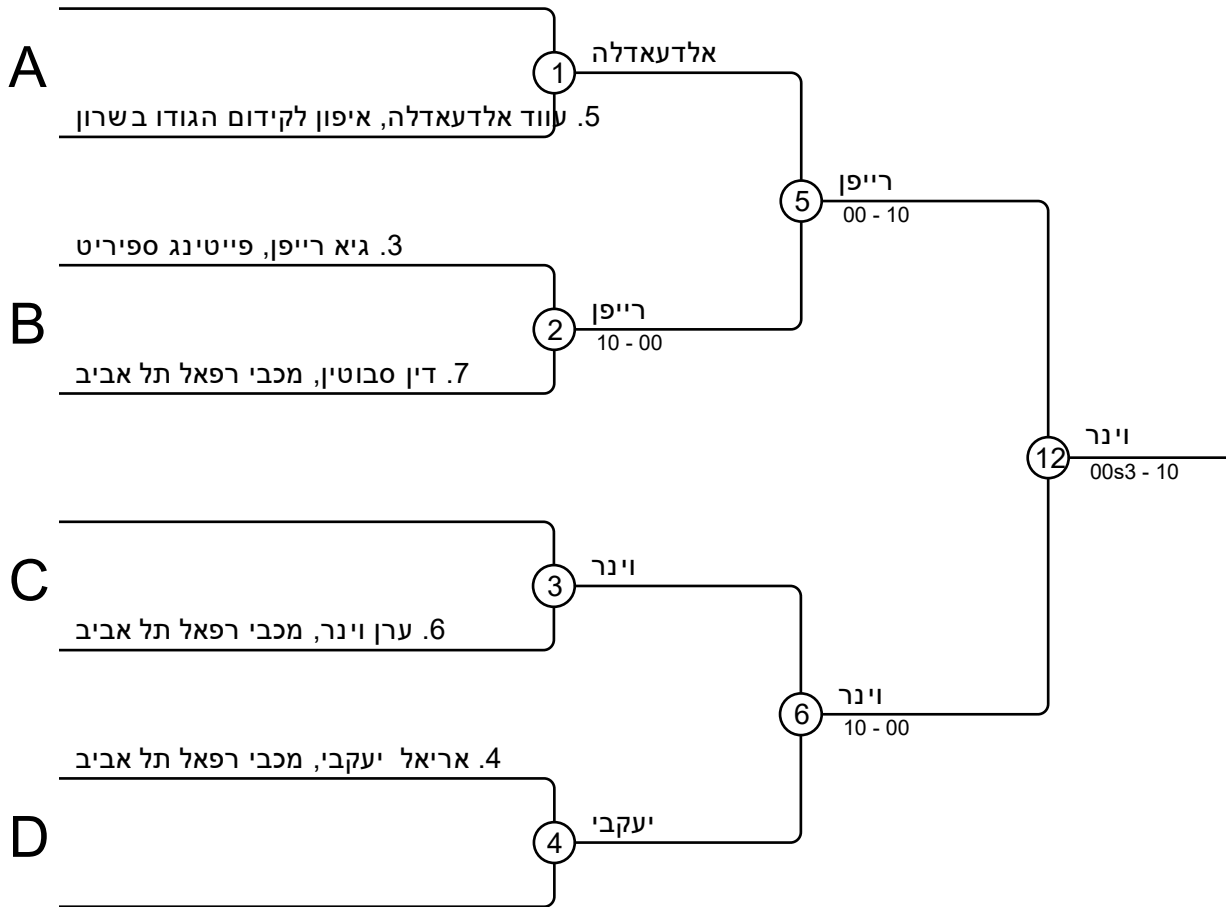 A
1
אלדעאדלה
5. עווד אלדעאדלה, איפון לקידום הגודו בשרון
5
רייפן
00 - 10
3. גיא רייפן, פייטינג ספיריט
B
2
רייפן
10 - 00
7. דין סבוטין, מכבי רפאל תל אביב
12
וינר
00s3 - 10
C
3
וינר
6. ערן וינר, מכבי רפאל תל אביב
6
וינר
10 - 00
4. אריאל יעקבי, מכבי רפאל תל אביב
D
4
יעקבי